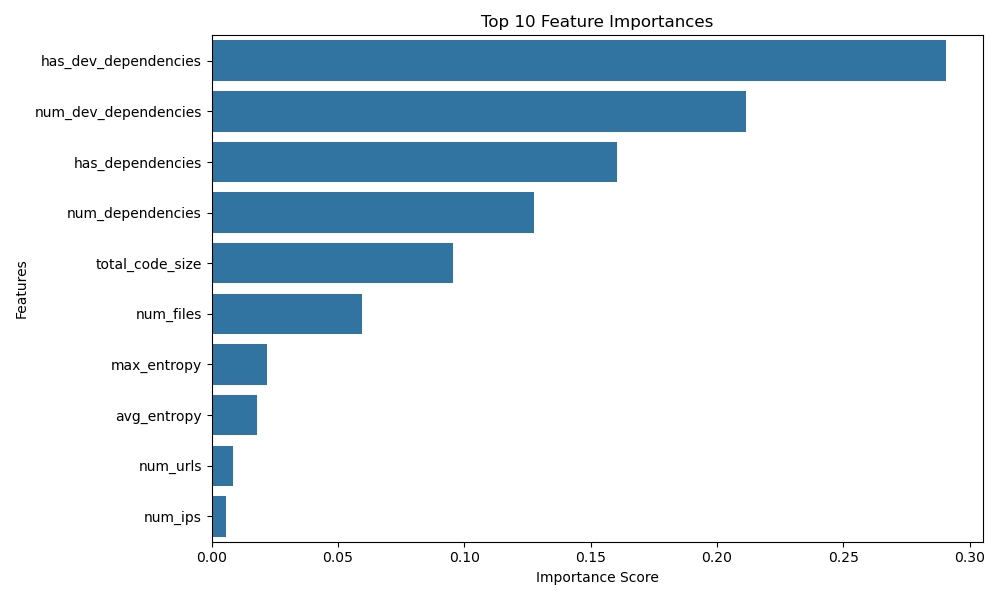 Top 10 Feature Importances
Features
has_dev_dependencies
num_dev_dependencies
has_dependencies
num_dependencies
total_code_size
num_files
max_entropy
avg_entropy
num_urls
num_ips
0.00 0.05 0.10 0.15 0.20 0.25 0.30
Importance Score